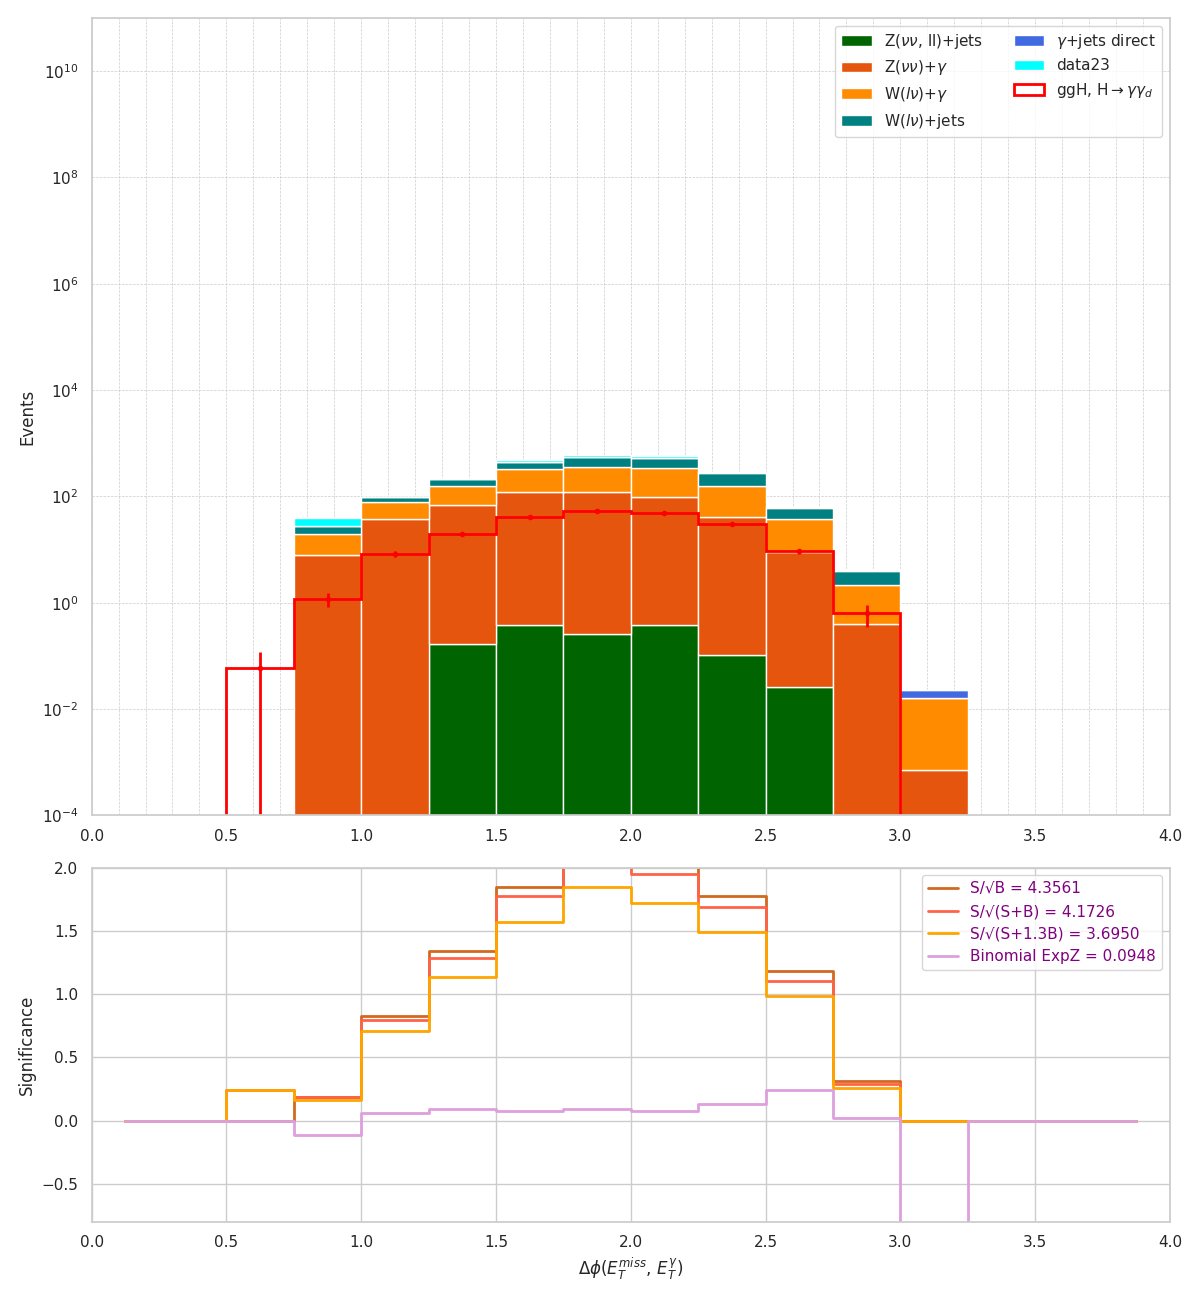 Z(νν, ll)+jets
Z(νν)+γ
W(lν)+γ
W(lν)+jets
γ+jets direct
data23
ggH, H→γγ_d
Events
10^10
10^8
10^6
10^4
10^2
10^0
10^−2
10^−4
0.0 0.5 1.0 1.5 2.0 2.5 3.0 3.5 4.0
S/√B = 4.3561
S/√(S+B) = 4.1726
S/√(S+1.3B) = 3.6950
Binomial ExpZ = 0.0948
Significance
2.0
1.5
1.0
0.5
0.0
−0.5
0.0 0.5 1.0 1.5 2.0 2.5 3.0 3.5 4.0
Δϕ(E_T^miss, E_T^γ)